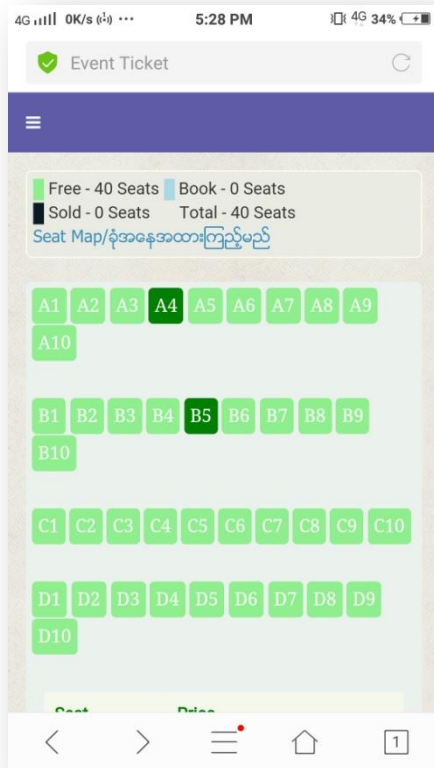 4G 0K/s ··· 5:28 PM 4G 34%
Event Ticket
Free - 40 Seats Book - 0 Seats
Sold - 0 Seats Total - 40 Seats
Seat Map/ခုံအနေအထားကြည့်မည်
A1 A2 A3 A4 A5 A6 A7 A8 A9
A10
B1 B2 B3 B4 B5 B6 B7 B8 B9
B10
C1 C2 C3 C4 C5 C6 C7 C8 C9 C10
D1 D2 D3 D4 D5 D6 D7 D8 D9
D10
Seat Price
1